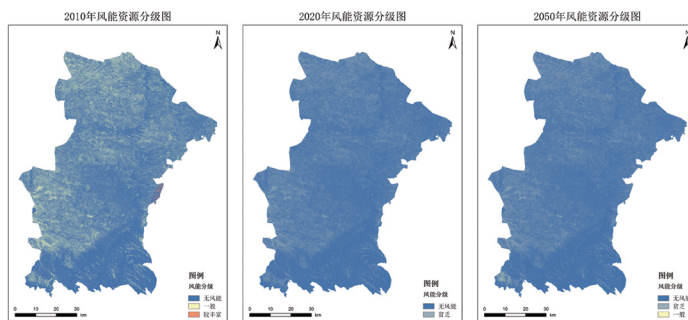 2010年风能资源分级图
N
图例
风能分级
无风能
一般
较丰富
0 10 20 30
km
2020年风能资源分级图
N
图例
风能分级
无风能
贫乏
0 10 20 30
km
2050年风能资源分级图
N
图例
风能分级
无风能
贫乏
一般
0 10 20 30
km